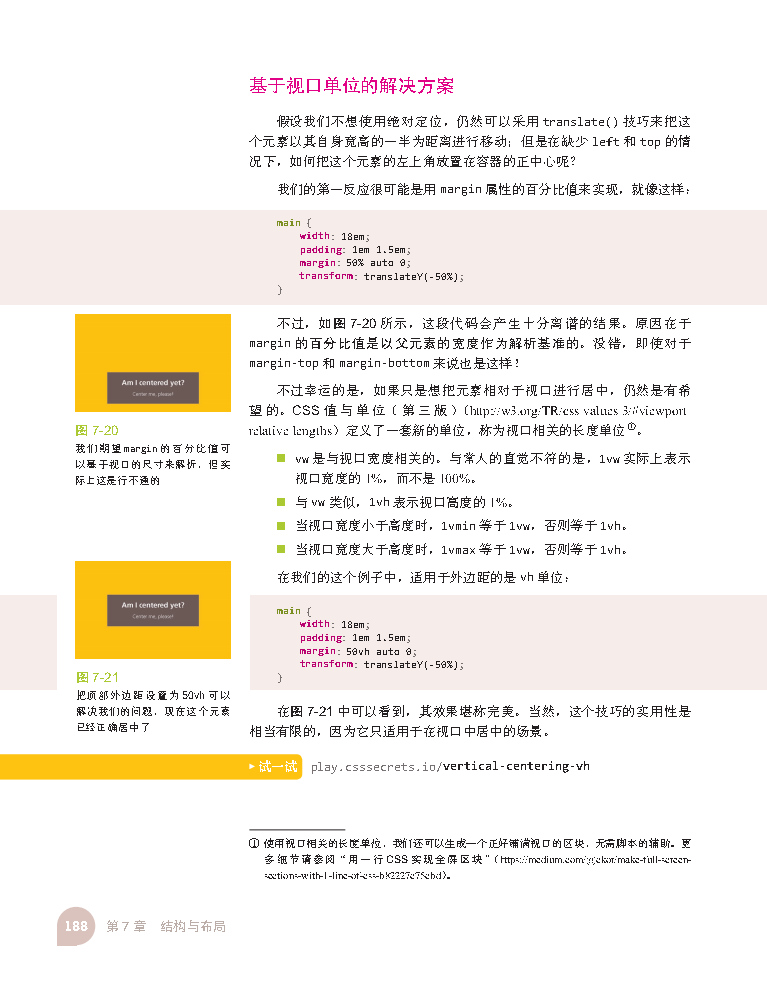 基于视口单位的解决方案
假设我们不想使用绝对定位，仍然可以采用 translate() 技巧来把这
个元素以其自身宽高的一半为距离进行移动；但是在缺少 left 和 top 的情
况下，如何把这个元素的左上角放置在容器的正中心呢？
我们的第一反应很可能是用 margin 属性的百分比值来实现，就像这样：
main {
width: 18em;
padding: 1em 1.5em;
margin: 50% auto 0;
transform: translateY(-50%);
}
不过，如图 7-20 所示，这段代码会产生十分离谱的结果。原因在于
margin 的百分比值是以父元素的宽度作为解析基准的。没错，即使对于
margin-top 和 margin-bottom 来说也是这样！
Am I centered yet?
Center me, please!
图 7-20
我们期望 margin 的百分比值可
以基于视口的尺寸来解析，但实
际上这是行不通的
不过幸运的是，如果只是想把元素相对于视口进行居中，仍然是有希
望的。CSS 值与单位（第三版）（http://w3.org/TR/css-values-3/#viewport-
relative-lengths）定义了一套新的单位，称为视口相关的长度单位①。
■ vw 是与视口宽度相关的。与常人的直觉不符的是，1vw 实际上表示
视口宽度的 1%，而不是 100%。
■ 与 vw 类似，1vh 表示视口高度的 1%。
■ 当视口宽度小于高度时，1vmin 等于 1vw，否则等于 1vh。
■ 当视口宽度大于高度时，1vmax 等于 1vw，否则等于 1vh。
在我们的这个例子中，适用于外边距的是 vh 单位：
main {
width: 18em;
padding: 1em 1.5em;
margin: 50vh auto 0;
transform: translateY(-50%);
}
Am I centered yet?
Center me, please!
图 7-21
把顶部外边距设置为 50vh 可以
解决我们的问题，现在这个元素
已经正确居中了
在图 7-21 中可以看到，其效果堪称完美。当然，这个技巧的实用性是
相当有限的，因为它只适用于在视口中居中的场景。
▶ 试一试 play.csssecrets.io/vertical-centering-vh
① 使用视口相关的长度单位，我们还可以生成一个正好铺满视口的区块，无需脚本的辅助。更
多细节请参阅“用一行 CSS 实现全屏区块”（https://medium.com/@ckor/make-full-screen-
sections-with-1-line-of-css-b82227c75cbd）。
188 第 7 章 结构与布局